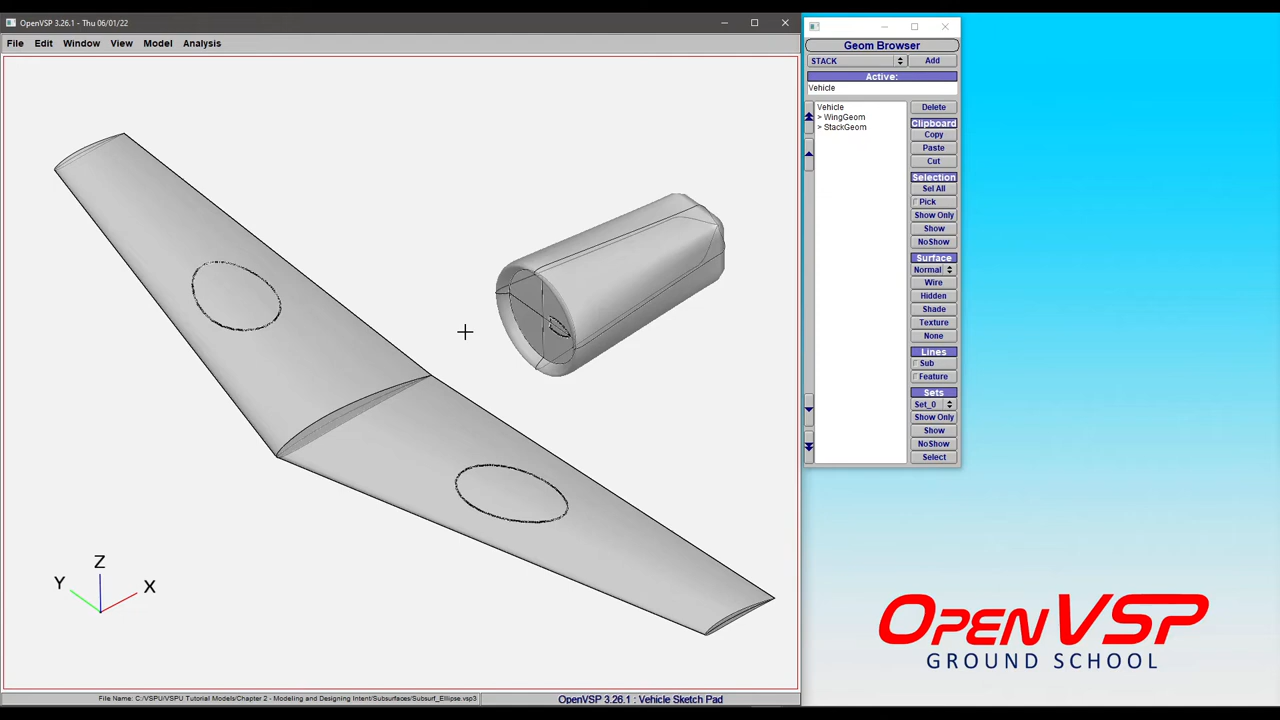 OpenVSP 3.26.1 : Thu 06/01/22
File Edit Window View Model Analysis
Geom Browser
STACK
Add
Active:
Vehicle
Vehicle
> WingGeom
> StackGeom
Delete
Clipboard
Copy
Paste
Cut
Selection
Sel All
Pick
Show Only
Show
NoShow
Surface
Normal
Wire
Hidden
Shade
Texture
None
Lines
Sub
Feature
Sets
Set_0
Show Only
Show
NoShow
Select
Z
Y
X
File Name: C:/VSPU/VSPU Tutorial Models/Chapter 2 - Modeling and Designing Intent/Subsurfaces/Subsurf_Ellipse.vsp3
OpenVSP 3.26.1 : Vehicle Sketch Pad
OPENVSP
GROUND SCHOOL